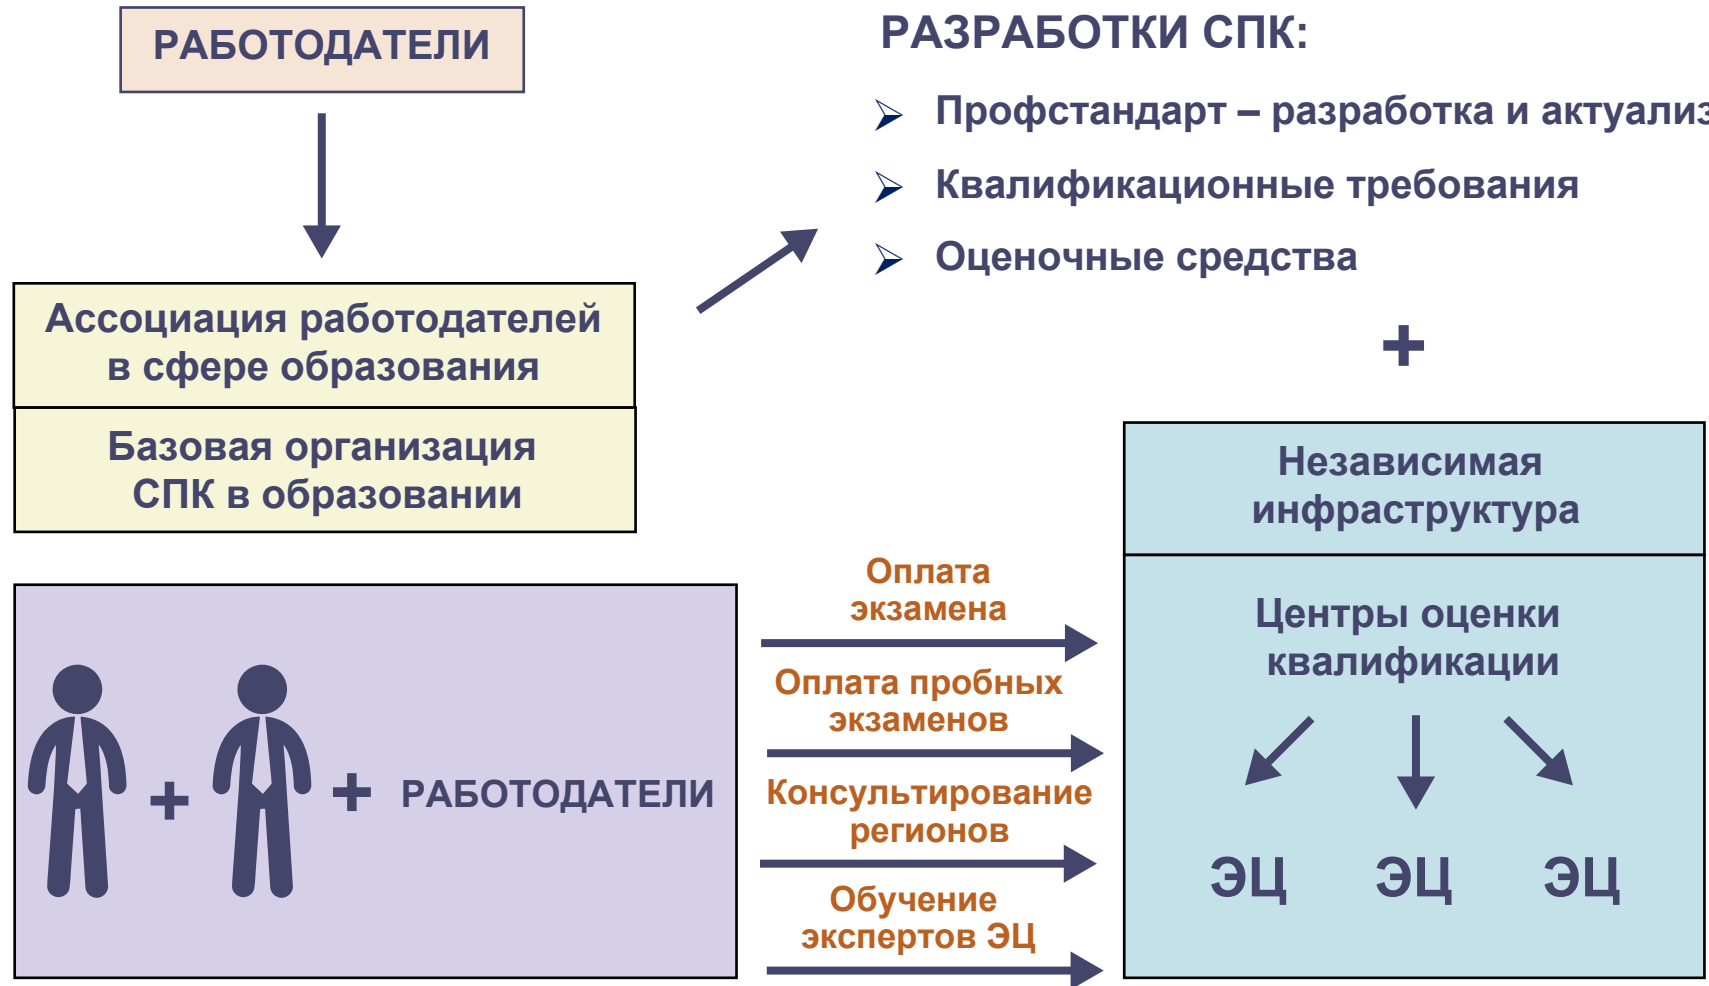 РАБОТОДАТЕЛИ
РАЗРАБОТКИ СПК:
Профстандарт – разработка и актуализ
Квалификационные требования
Оценочные средства
+
Ассоциация работодателей
в сфере образования
Базовая организация
СПК в образовании
Независимая
инфраструктура
Центры оценки
квалификации
ЭЦ ЭЦ ЭЦ
+ + РАБОТОДАТЕЛИ
Оплата
экзамена
Оплата пробных
экзаменов
Консультирование
регионов
Обучение
экспертов ЭЦ